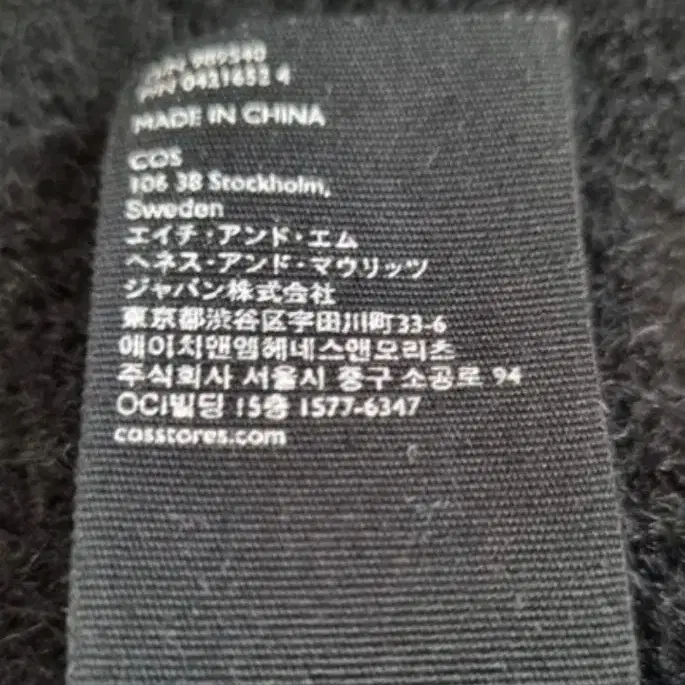 989540
P/N 0421652 4
MADE IN CHINA
COS
106 38 Stockholm,
Sweden
エイチ・アンド・エム
ヘネス・アンド・マウリッツ
ジャパン株式会社
東京都渋谷区宇田川町33-6
에이치앤엠헤네스앤모리츠
주식회사 서울시 중구 소공로 94
OCI빌딩 15층 1577-6347
cosstores.com